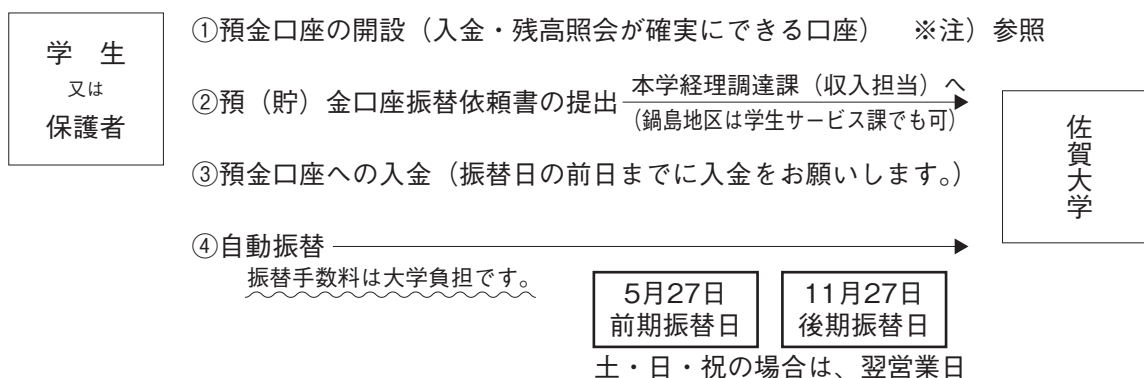 学　生
又は
保護者
①預金口座の開設（入金・残高照会が確実にできる口座）　※注）参照
②預（貯）金口座振替依頼書の提出
本学経理調達課（収入担当）へ
（鍋島地区は学生サービス課でも可）
③預金口座への入金（振替日の前日までに入金をお願いします。）
④自動振替
振替手数料は大学負担です。
佐賀大学
5月27日
前期振替日
11月27日
後期振替日
土・日・祝の場合は、翌営業日